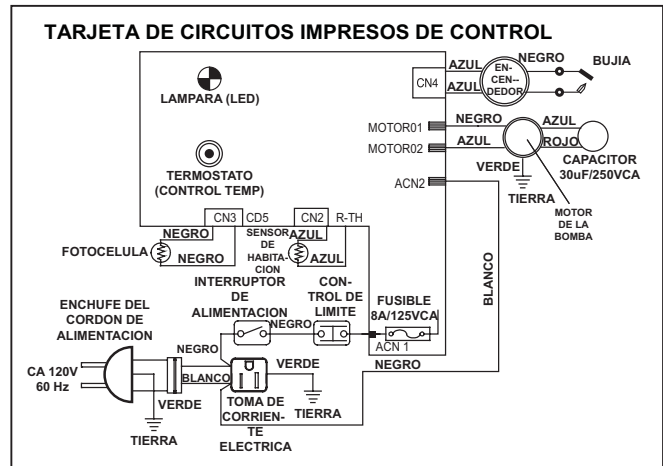 TARJETA DE CIRCUITOS IMPRESOS DE CONTROL
LAMPARA (LED)
TERMOSTATO
(CONTROL TEMP)
CN4
AZUL
AZUL
EN-
CEN--
DEDOR
NEGRO
BUJIA
MOTOR01
MOTOR02
NEGRO
AZUL
AZUL
ROJO
VERDE
TIERRA
CAPACITOR
30uF/250VCA
MOTOR
DE LA
BOMBA
ACN2
BLANCO
CN3
CD5
CN2
R-TH
NEGRO
NEGRO
FOTOCELULA
SENSOR
DE
HABITA-
CION
AZUL
AZUL
INTERRUPTOR
DE
ALIMENTACION
NEGRO
CON-
TROL DE
LIMITE
FUSIBLE
8A/125VCA
ACN 1
NEGRO
ENCHUFE DEL
CORDON DE
ALIMENTACION
CA 120V
60 Hz
NEGRO
BLANCO
VERDE
TIERRA
VERDE
TIERRA
TOMA DE
CORRIEN-
TE
ELECTRICA